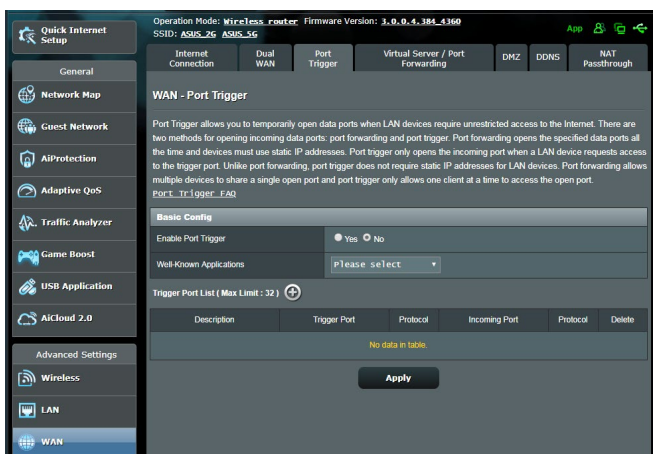 Quick Internet
Setup
Operation Mode: Wireless router Firmware Version: 3.0.0.4.384_4360
SSID: ASUS_2G ASUS_5G
App
Internet
Connection
Dual
WAN
Port
Trigger
Virtual Server / Port
Forwarding
DMZ
DDNS
NAT
Passthrough
General
Network Map
Guest Network
AiProtection
Adaptive QoS
Traffic Analyzer
Game Boost
USB Application
AiCloud 2.0
Advanced Settings
Wireless
LAN
WAN
WAN - Port Trigger
Port Trigger allows you to temporarily open data ports when LAN devices require unrestricted access to the Internet. There are
two methods for opening incoming data ports: port forwarding and port trigger. Port forwarding opens the specified data ports all
the time and devices must use static IP addresses. Port trigger only opens the incoming port when a LAN device requests access
to the trigger port. Unlike port forwarding, port trigger does not require static IP addresses for LAN devices. Port forwarding allows
multiple devices to share a single open port and port trigger only allows one client at a time to access the open port.
Port Trigger FAQ
Basic Config
Enable Port Trigger Yes No
Well-Known Applications Please select
Trigger Port List ( Max Limit : 32 )
Description Trigger Port Protocol Incoming Port Protocol Delete
No data in table.
Apply